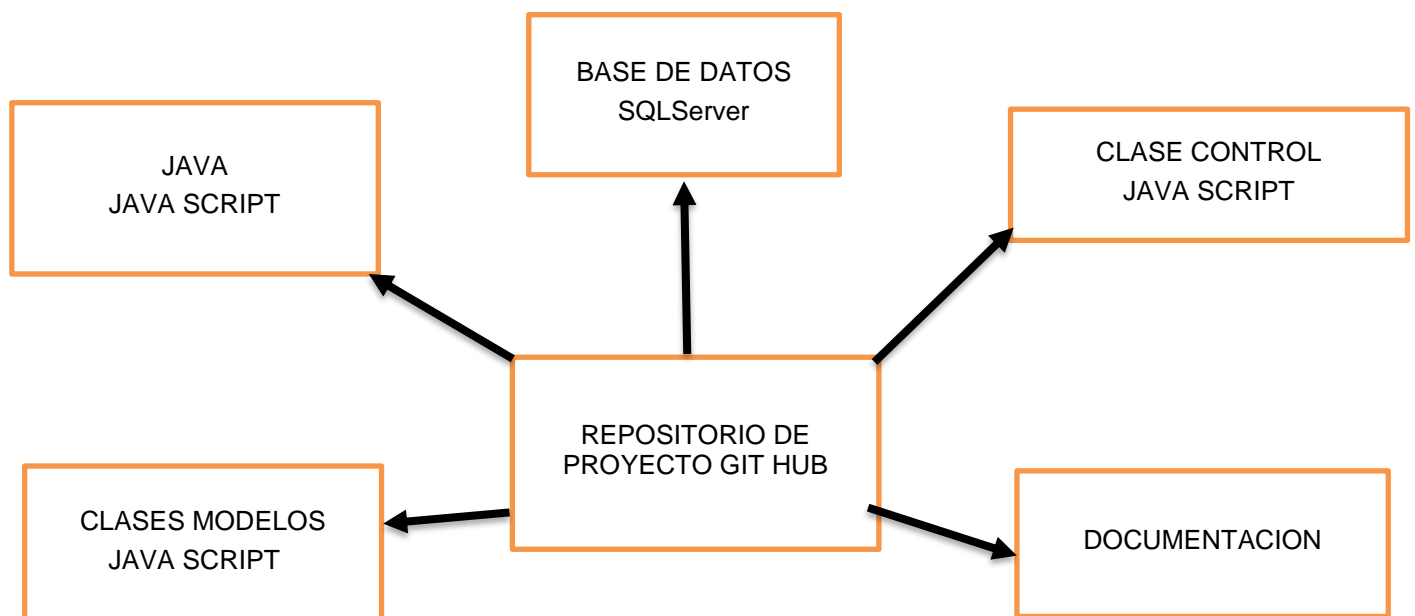 BASE DE DATOS
SQLServer
JAVA
JAVA SCRIPT
CLASE CONTROL
JAVA SCRIPT
REPOSITORIO DE
PROYECTO GIT HUB
CLASES MODELOS
JAVA SCRIPT
DOCUMENTACION